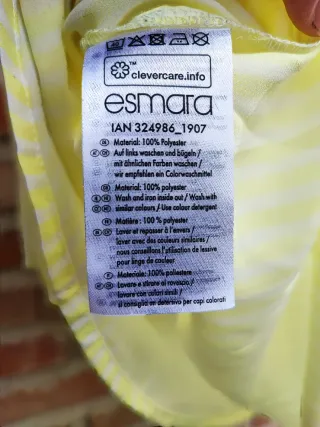 clevercare.info
esmara
IAN 324986_1907
Material: 100% Polyester
Auf links waschen und bügeln /
mit ähnlichen Farben waschen /
wir empfehlen ein Colorwaschmittel
Material: 100% polyester
Wash and iron inside out / Wash with
similar colours / Use colour detergent
Matière : 100 % polyester
Laver et repasser à l'envers /
laver avec des couleurs similaires /
nous conseillons l'utilisation de lessive
pour linge de couleur
Materiale: 100% poliestere
Lavare e stirare al rovescio /
Lavare con colori simili /
si consiglia un detersivo per capi colorati